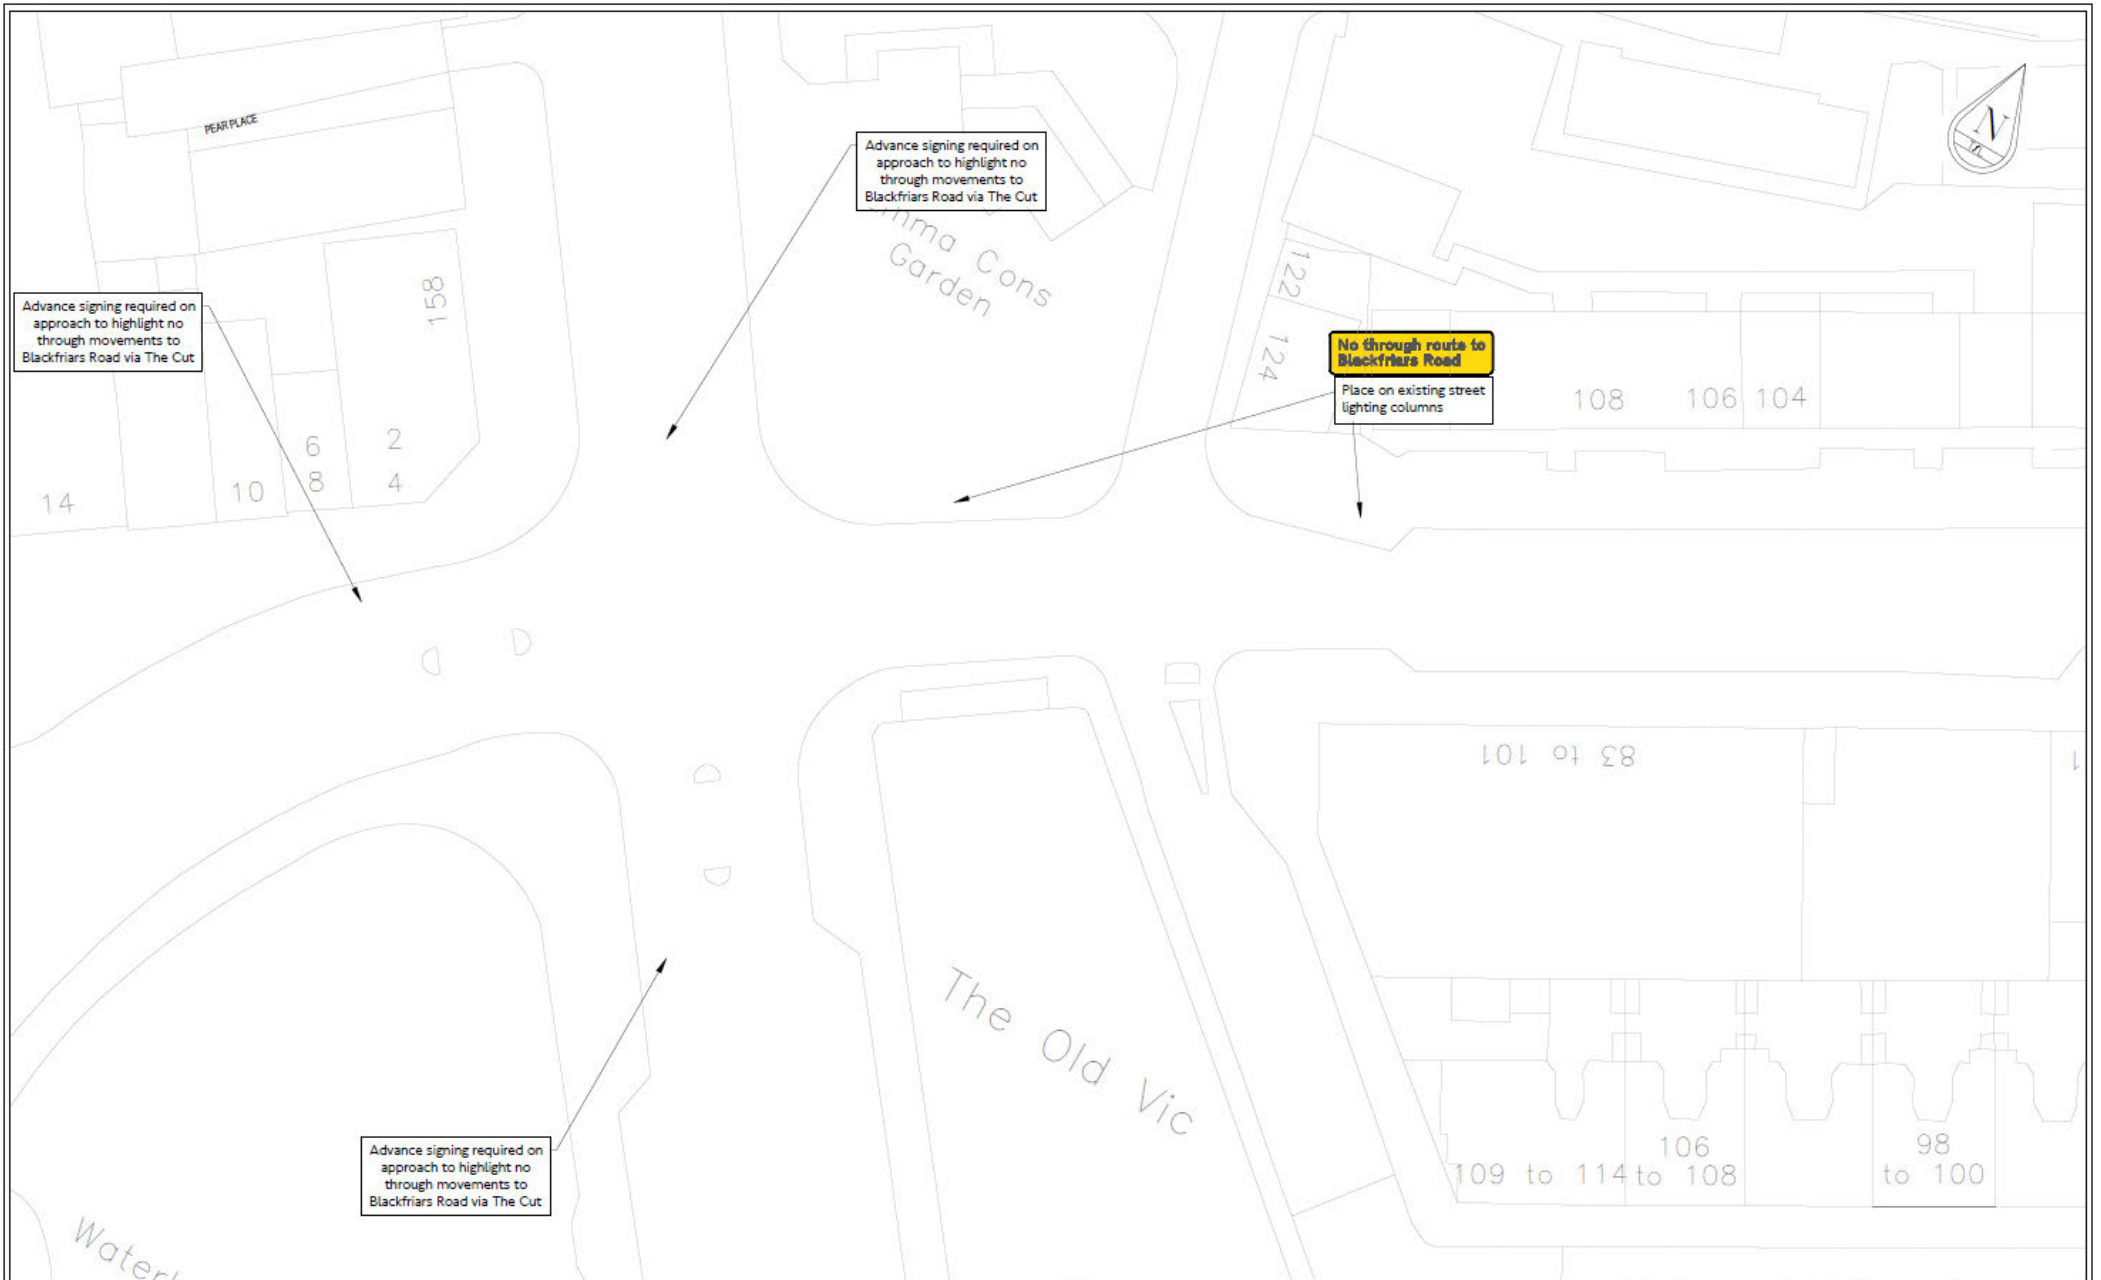 PEAR PLACE
Advance signing required on
approach to highlight no
through movements to
Blackfriars Road via The Cut
mma Cons
Garden
N
S
158
Advance signing required on
approach to highlight no
through movements to
Blackfriars Road via The Cut
122
124
No through route to
Blackfriars Road
Place on existing street
lighting columns
108
106
104
6
8
2
4
10
14
83 to 101
1
The Old Vic
Advance signing required on
approach to highlight no
through movements to
Blackfriars Road via The Cut
109 to 114
106
to 108
98
to 100
Water